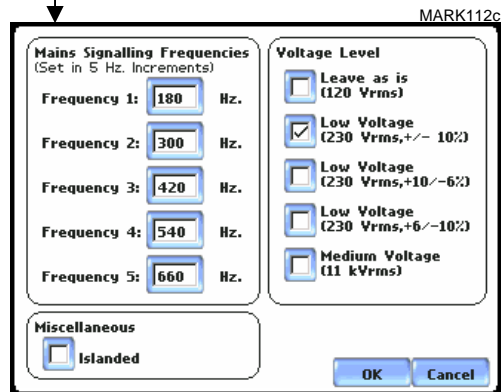 MARK112c
Mains Signalling Frequencies
(Set in 5 Hz. Increments)
Frequency 1: 180 Hz.
Frequency 2: 300 Hz.
Frequency 3: 420 Hz.
Frequency 4: 540 Hz.
Frequency 5: 660 Hz.
Miscellaneous
Islanded
Voltage Level
Leave as is
(120 Vrms)
Low Voltage
(230 Vrms,+/- 10%)
Low Voltage
(230 Vrms,+10/-6%)
Low Voltage
(230 Vrms,+6/-10%)
Medium Voltage
(11 kVrms)
OK Cancel